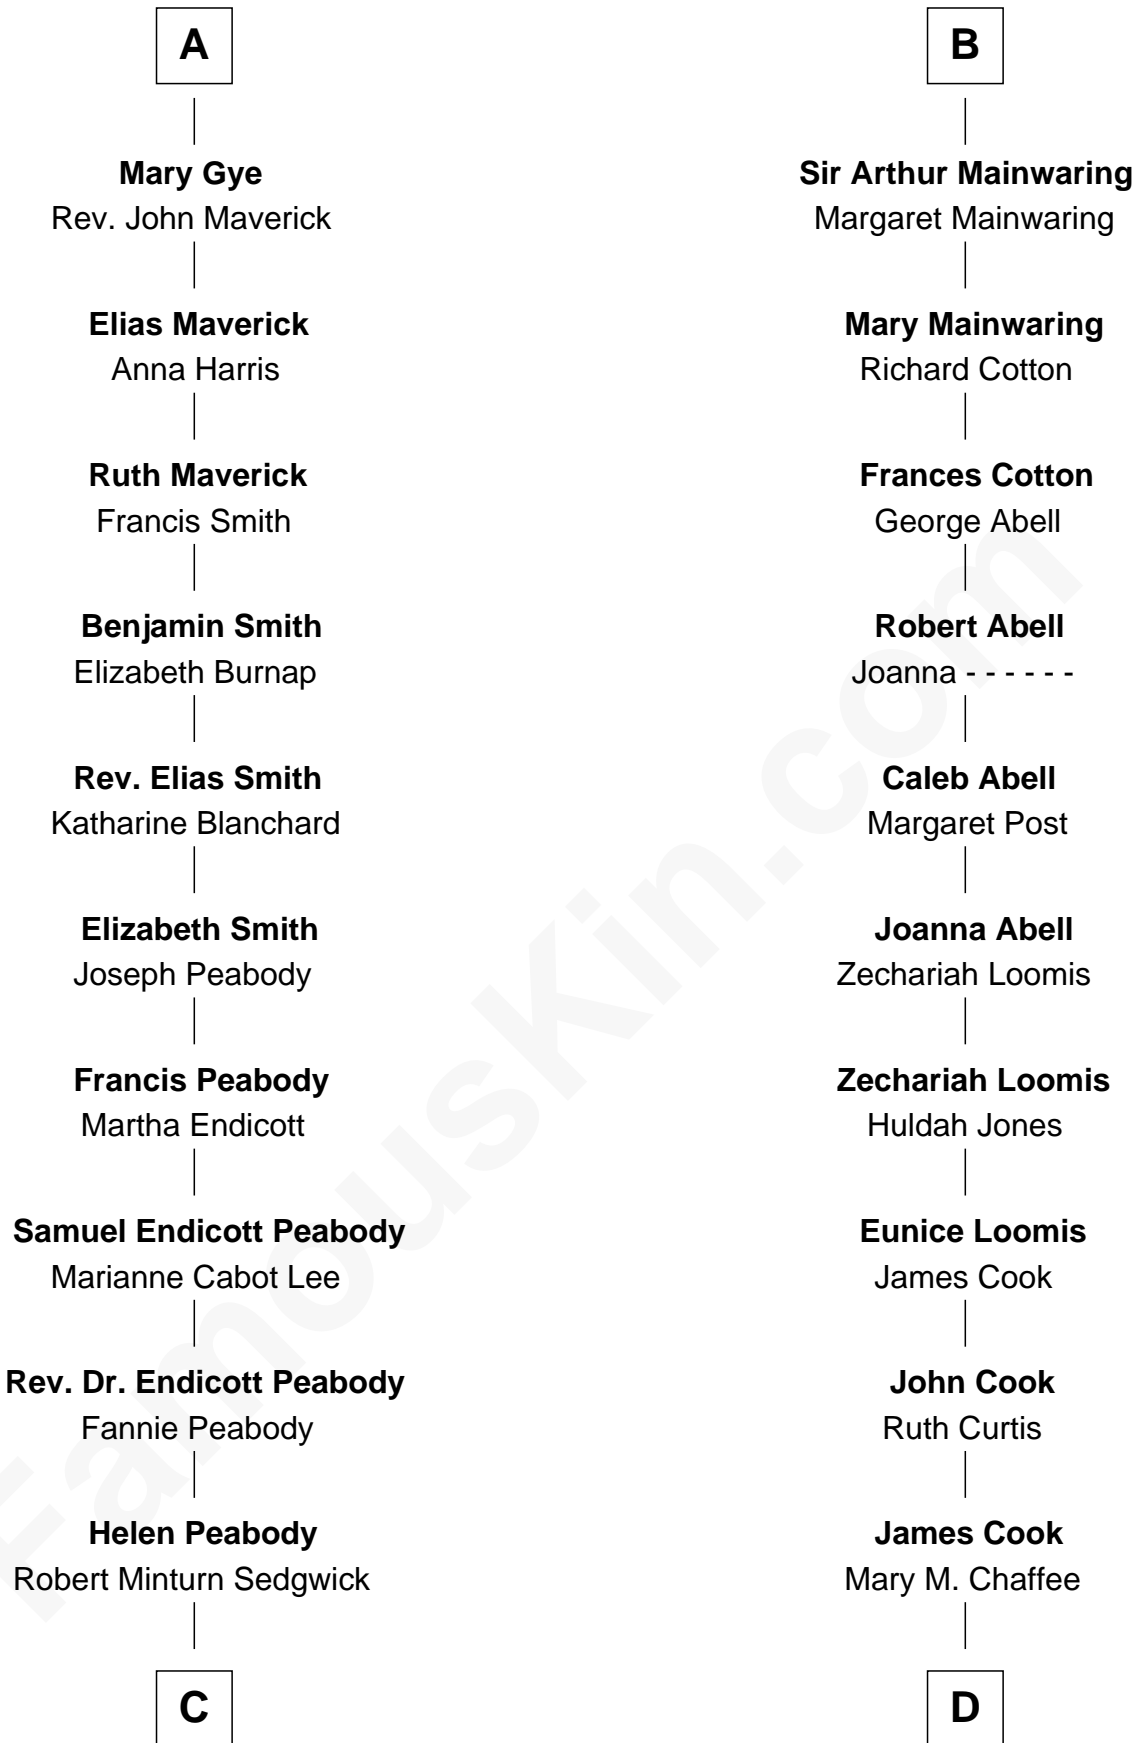 A
Mary Gye
Rev. John Maverick
Elias Maverick
Anna Harris
Ruth Maverick
Francis Smith
Benjamin Smith
Elizabeth Burnap
Rev. Elias Smith
Katharine Blanchard
Elizabeth Smith
Joseph Peabody
Francis Peabody
Martha Endicott
Samuel Endicott Peabody
Marianne Cabot Lee
Rev. Dr. Endicott Peabody
Fannie Peabody
Helen Peabody
Robert Minturn Sedgwick
C
B
Sir Arthur Mainwaring
Margaret Mainwaring
Mary Mainwaring
Richard Cotton
Frances Cotton
George Abell
Robert Abell
Joanna - - - - - -
Caleb Abell
Margaret Post
Joanna Abell
Zechariah Loomis
Zechariah Loomis
Huldah Jones
Eunice Loomis
James Cook
John Cook
Ruth Curtis
James Cook
Mary M. Chaffee
D
FamousKin.com